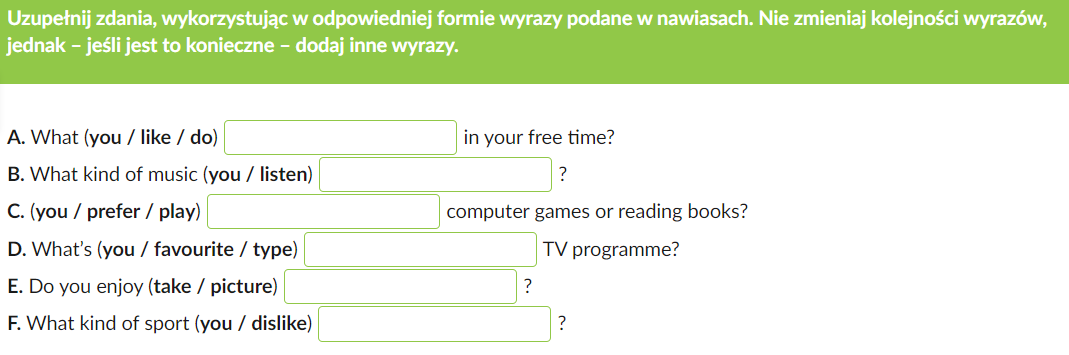 Uzupełnij zdania, wykorzystując w odpowiedniej formie wyrazy podane w nawiasach. Nie zmieniaj kolejności wyrazów,
jednak – jeśli jest to konieczne – dodaj inne wyrazy.
A. What (you / like / do) in your free time?
B. What kind of music (you / listen) ?
C. (you / prefer / play) computer games or reading books?
D. What’s (you / favourite / type) TV programme?
E. Do you enjoy (take / picture) ?
F. What kind of sport (you / dislike) ?